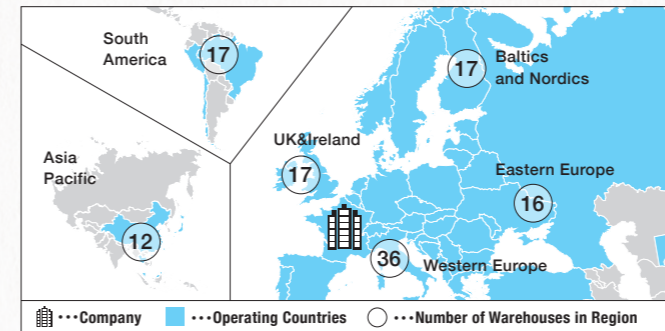 South
America
17
Asia
Pacific
12
UK&Ireland
17
17
Baltics
and Nordics
Eastern Europe
16
36
Western Europe
•••Company
•••Operating Countries
•••Number of Warehouses in Region